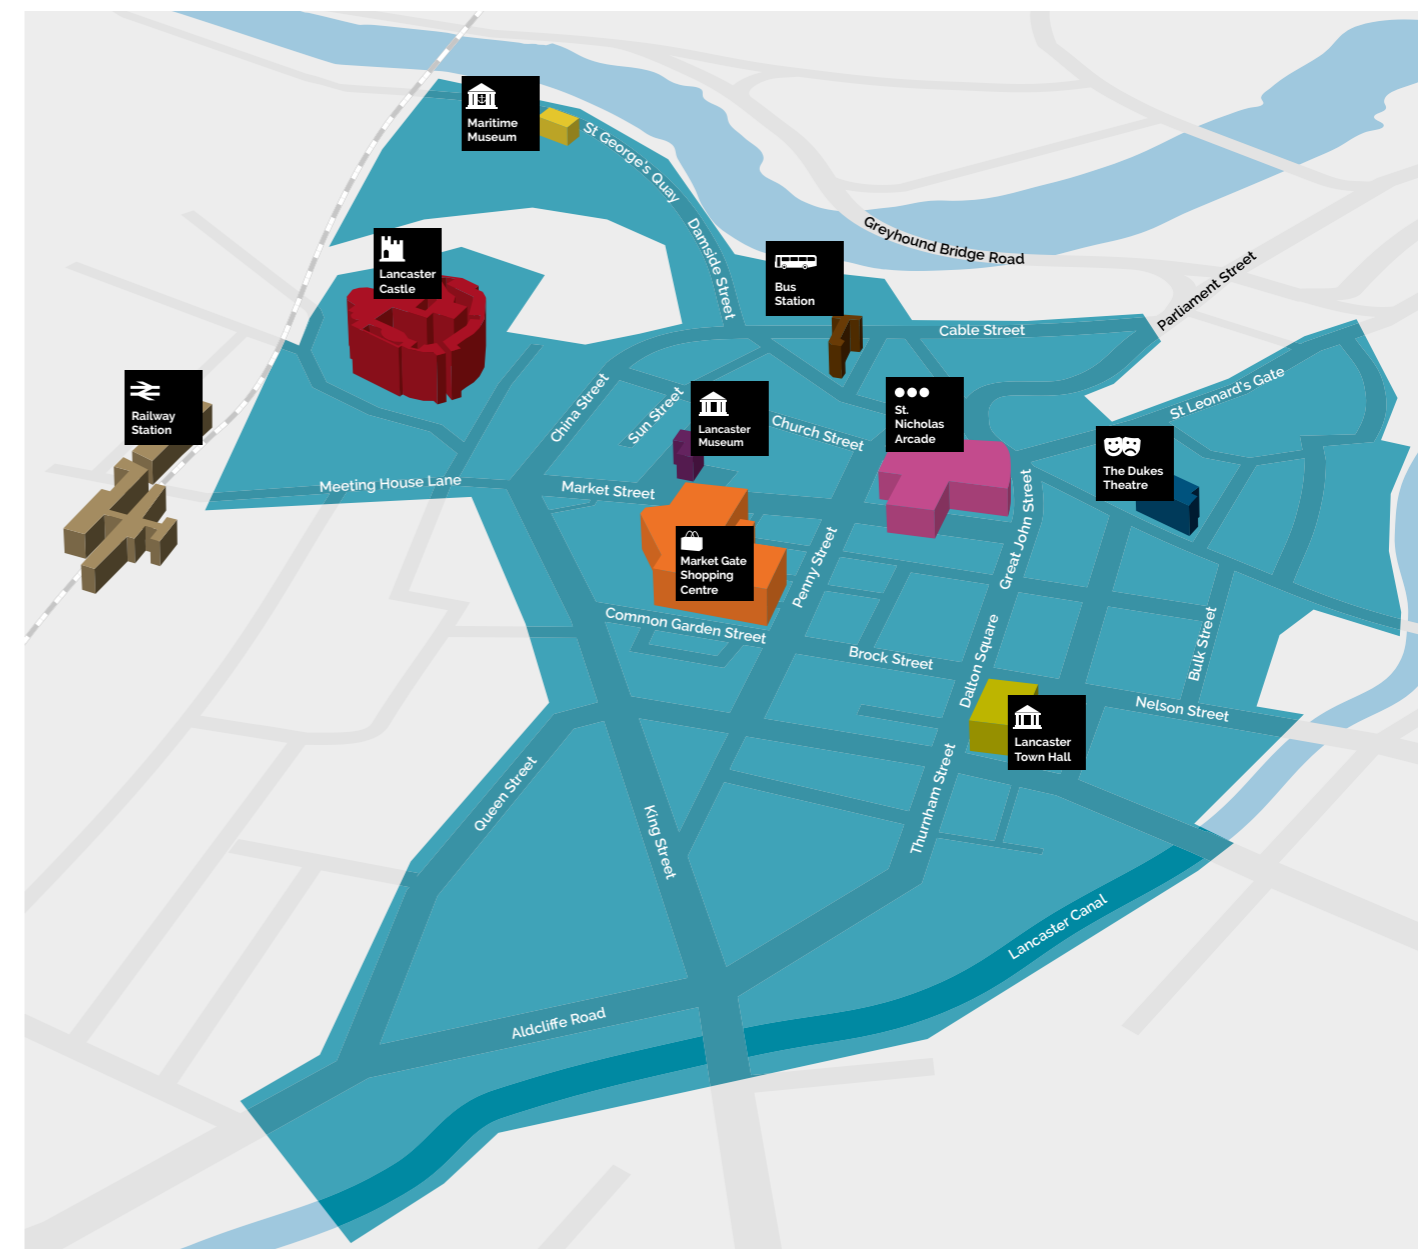 Maritime
Museum
St George's Quay
Damside Street
Greyhound Bridge Road
Parliament Street
Lancaster
Castle
Bus
Station
Cable Street
Railway
Station
China Street
Sun Street
Lancaster
Museum
Church Street
St.
Nicholas
Arcade
St Leonard's Gate
The Dukes
Theatre
Meeting House Lane
Market Street
Great John Street
Market Gate
Shopping
Centre
Penny Street
Common Garden Street
Brock Street
Dalton Square
Bulk Street
Nelson Street
Lancaster
Town Hall
Queen Street
King Street
Thurnham Street
Lancaster Canal
Aldcliffe Road